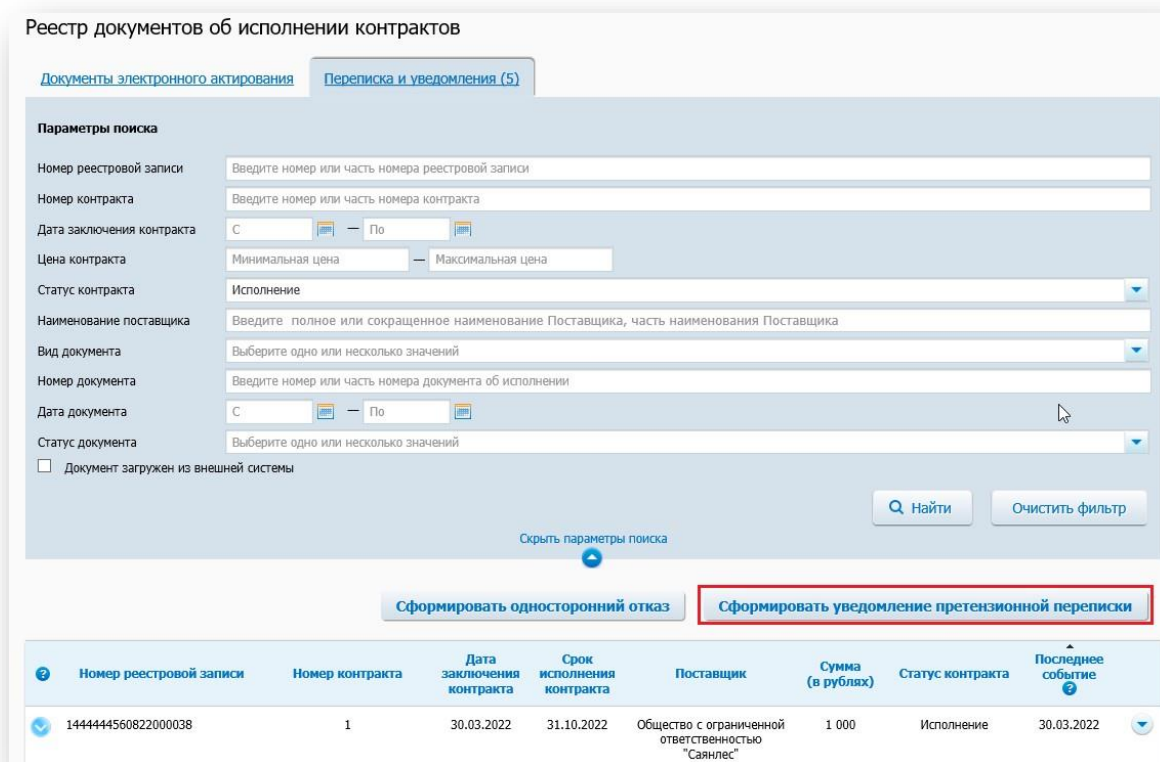 Реестр документов об исполнении контрактов
Документы электронного актирования
Переписка и уведомления (5)
Параметры поиска
Номер реестровой записи Введите номер или часть номера реестровой записи
Номер контракта Введите номер или часть номера контракта
Дата заключения контракта С — По
Цена контракта Минимальная цена — Максимальная цена
Статус контракта Исполнение
Наименование поставщика Введите полное или сокращенное наименование Поставщика, часть наименования Поставщика
Вид документа Выберите одно или несколько значений
Номер документа Введите номер или часть номера документа об исполнении
Дата документа С — По
Статус документа Выберите одно или несколько значений
Документ загружен из внешней системы
Найти Очистить фильтр
Скрыть параметры поиска
Сформировать односторонний отказ Сформировать уведомление претензионной переписки
Номер реестровой записи
Номер контракта
Дата
заключения
контракта
Срок
исполнения
контракта
Поставщик
Сумма
(в рублях)
Статус контракта
Последнее
событие
1444444560822000038 1 30.03.2022 31.10.2022 Общество с ограниченной 1 000 Исполнение 30.03.2022
ответственностью
"Саянлес"